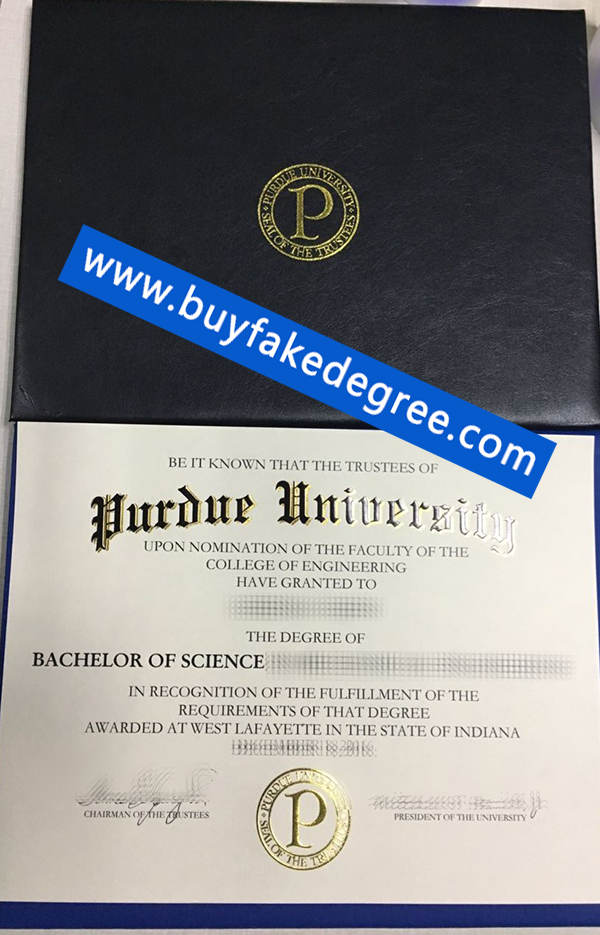 PURDUE UNIVERSITY
P
SEAL OF THE TRUSTEES
www.buyfakedegree.com
BE IT KNOWN THAT THE TRUSTEES OF
Purdue University
UPON NOMINATION OF THE FACULTY OF THE
COLLEGE OF ENGINEERING
HAVE GRANTED TO
THE DEGREE OF
BACHELOR OF SCIENCE
IN RECOGNITION OF THE FULFILLMENT OF THE
REQUIREMENTS OF THAT DEGREE
AWARDED AT WEST LAFAYETTE IN THE STATE OF INDIANA
CHAIRMAN OF THE TRUSTEES
PRESIDENT OF THE UNIVERSITY
PURDUE UNIVERSITY
P
SEAL OF THE TRUSTEES